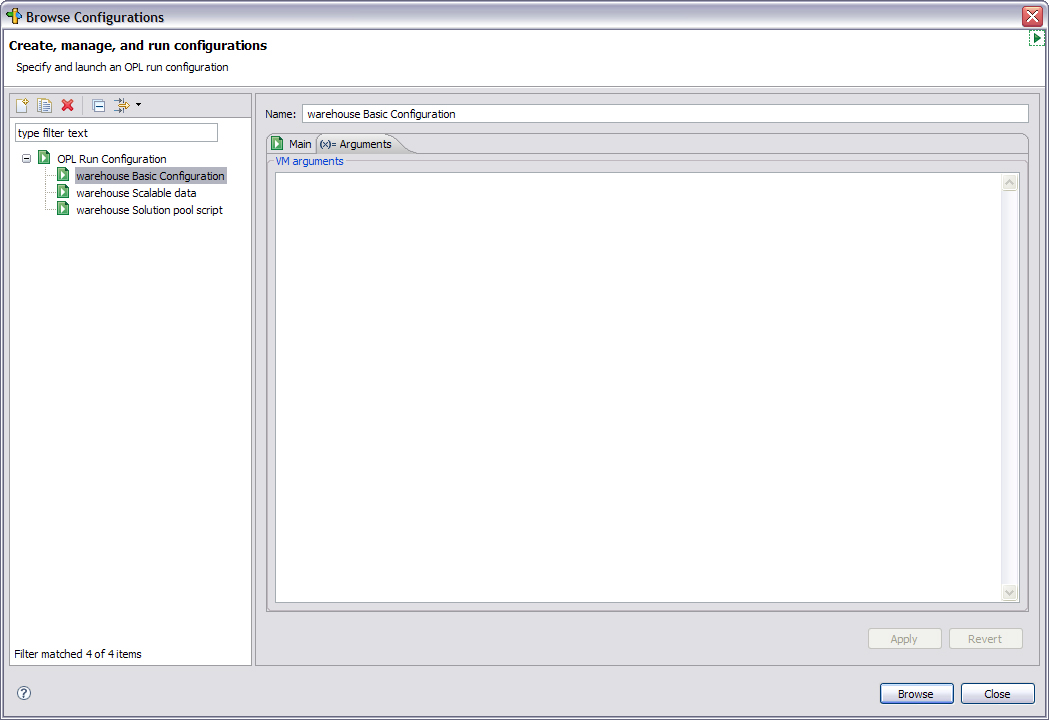 Browse Configurations
Create, manage, and run configurations
Specify and launch an OPL run configuration
type filter text
OPL Run Configuration
warehouse Basic Configuration
warehouse Scalable data
warehouse Solution pool script
Filter matched 4 of 4 items
Name: warehouse Basic Configuration
Main (x)= Arguments
VM arguments
Apply Revert
? Browse Close